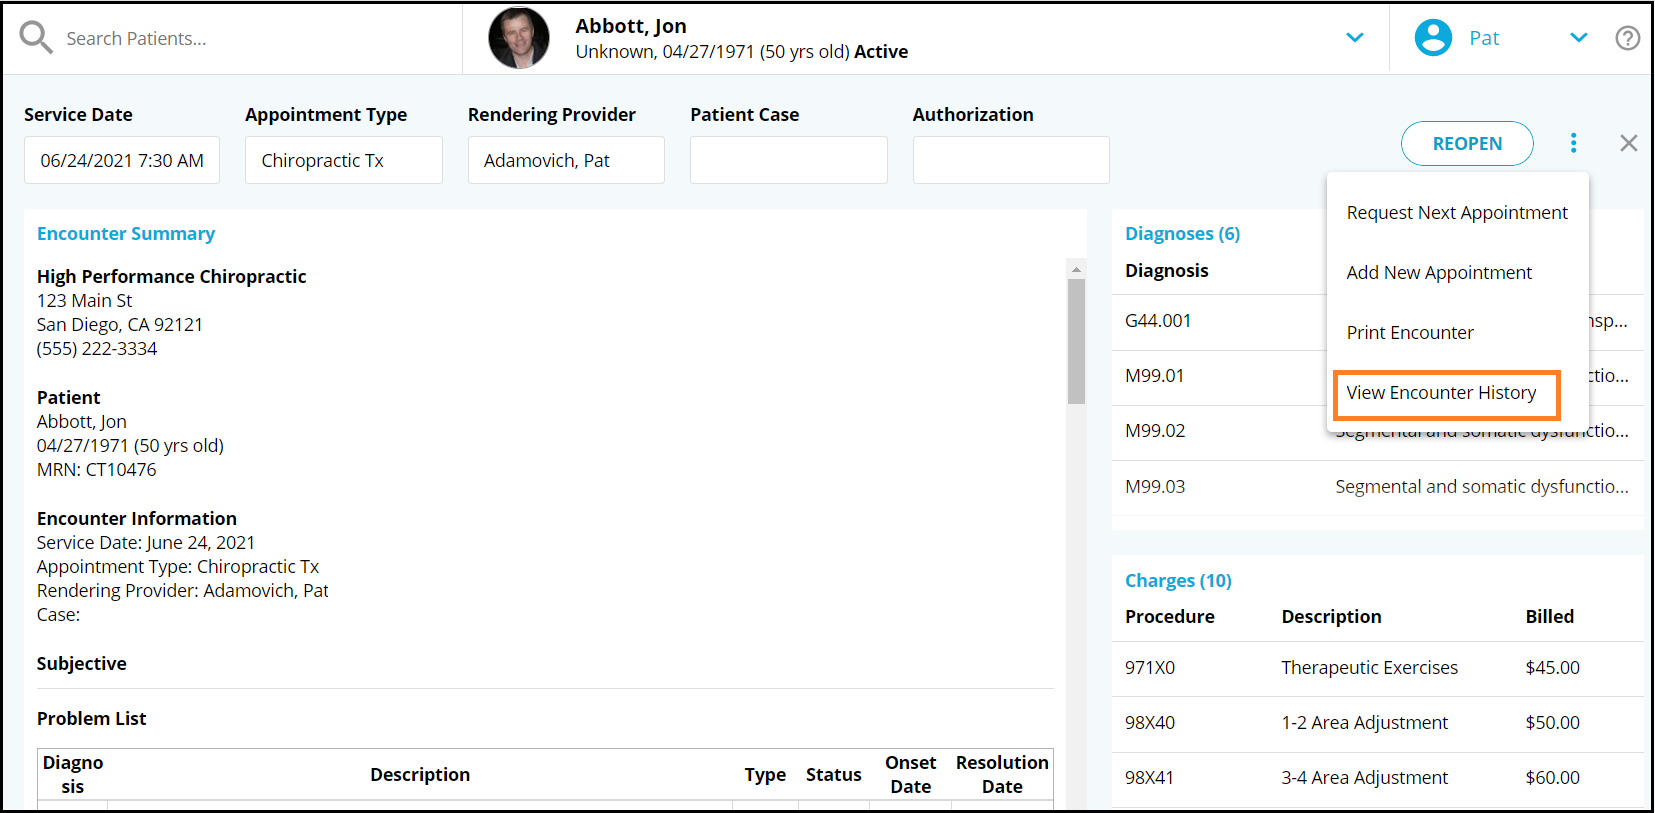 Search Patients...
Abbott, Jon
Unknown, 04/27/1971 (50 yrs old) Active
Pat
Service Date
Appointment Type
Rendering Provider
Patient Case
Authorization
06/24/2021 7:30 AM
Chiropractic Tx
Adamovich, Pat
REOPEN
Request Next Appointment
Add New Appointment
Print Encounter
View Encounter History
Encounter Summary
High Performance Chiropractic
123 Main St
San Diego, CA 92121
(555) 222-3334
Patient
Abbott, Jon
04/27/1971 (50 yrs old)
MRN: CT10476
Encounter Information
Service Date: June 24, 2021
Appointment Type: Chiropractic Tx
Rendering Provider: Adamovich, Pat
Case:
Subjective
Problem List
Diagnosis Description Type Status Onset Date Resolution Date
Diagnoses (6)
Diagnosis
G44.001
M99.01
M99.02 Segmental and somatic dysfunctio...
M99.03 Segmental and somatic dysfunctio...
Charges (10)
Procedure Description Billed
971X0 Therapeutic Exercises $45.00
98X40 1-2 Area Adjustment $50.00
98X41 3-4 Area Adjustment $60.00